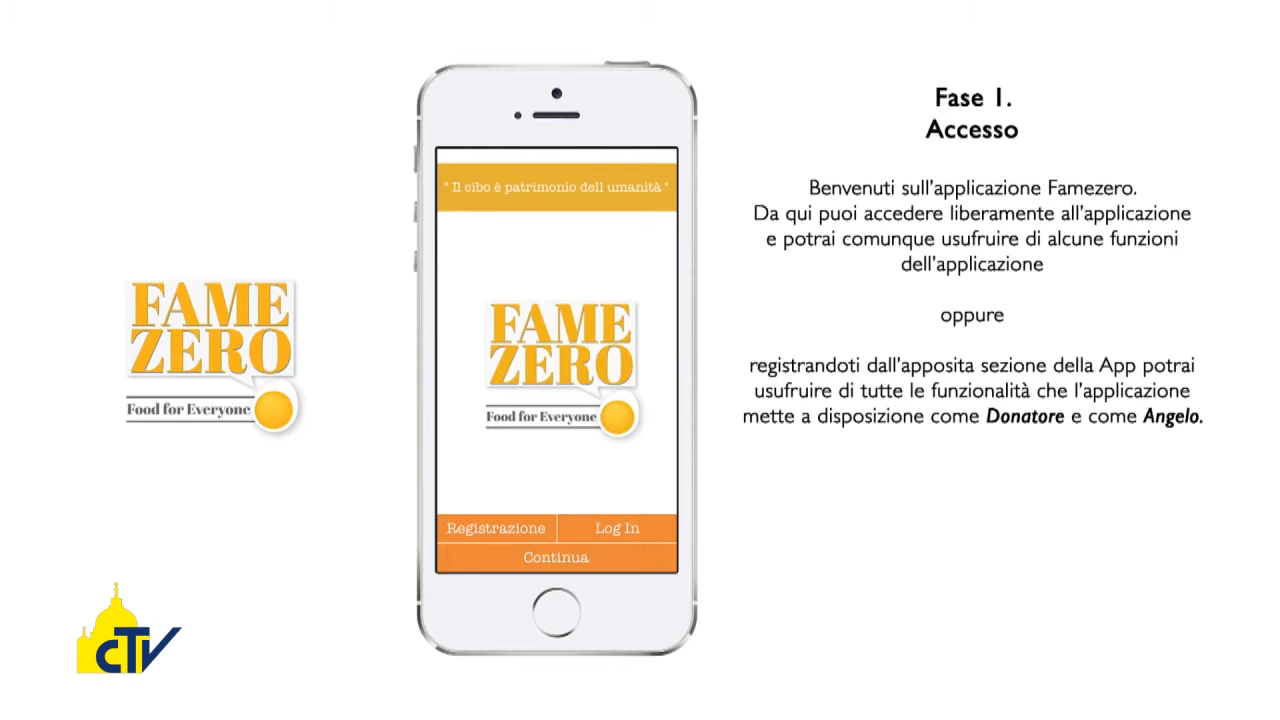 FAME
ZERO
Food for Everyone
" Il cibo è patrimonio dell umanità "
FAME
ZERO
Food for Everyone
Registrazione
Log In
Continua
Fase 1.
Accesso
Benvenuti sull'applicazione Famezero.
Da qui puoi accedere liberamente all'applicazione
e potrai comunque usufruire di alcune funzioni
dell'applicazione
oppure
registrandoti dall'apposita sezione della App potrai
usufruire di tutte le funzionalità che l'applicazione
mette a disposizione come Donatore e come Angelo.
CTV